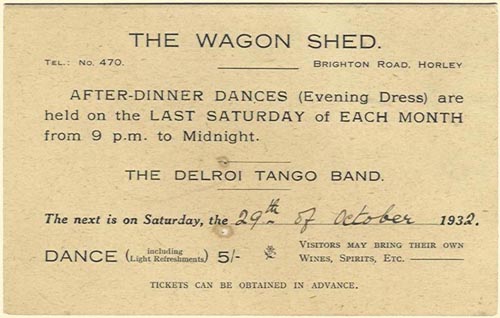 THE WAGON SHED.
TEL.: NO. 470. BRIGHTON ROAD, HORLEY
AFTER-DINNER DANCES (Evening Dress) are
held on the LAST SATURDAY of EACH MONTH
from 9 p.m. to Midnight.
THE DELROI TANGO BAND.
The next is on Saturday, the 29th of October 1932.
DANCE (including Light Refreshments) 5/- VISITORS MAY BRING THEIR OWN
WINES, SPIRITS, ETC.
TICKETS CAN BE OBTAINED IN ADVANCE.